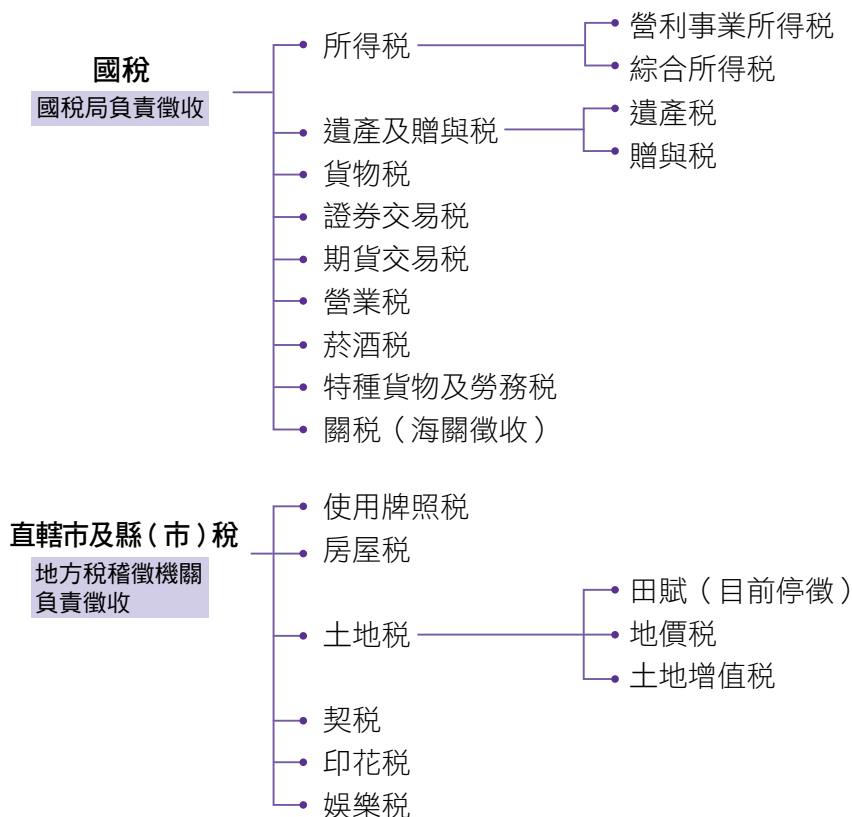 國稅
國稅局負責徵收
所得稅
營利事業所得稅
綜合所得稅
遺產及贈與稅
遺產稅
贈與稅
貨物稅
證券交易稅
期貨交易稅
營業稅
菸酒稅
特種貨物及勞務稅
關稅（海關徵收）
直轄市及縣（市）稅
地方稅稽徵機關
負責徵收
使用牌照稅
房屋稅
土地稅
田賦（目前停徵）
地價稅
土地增值稅
契稅
印花稅
娛樂稅